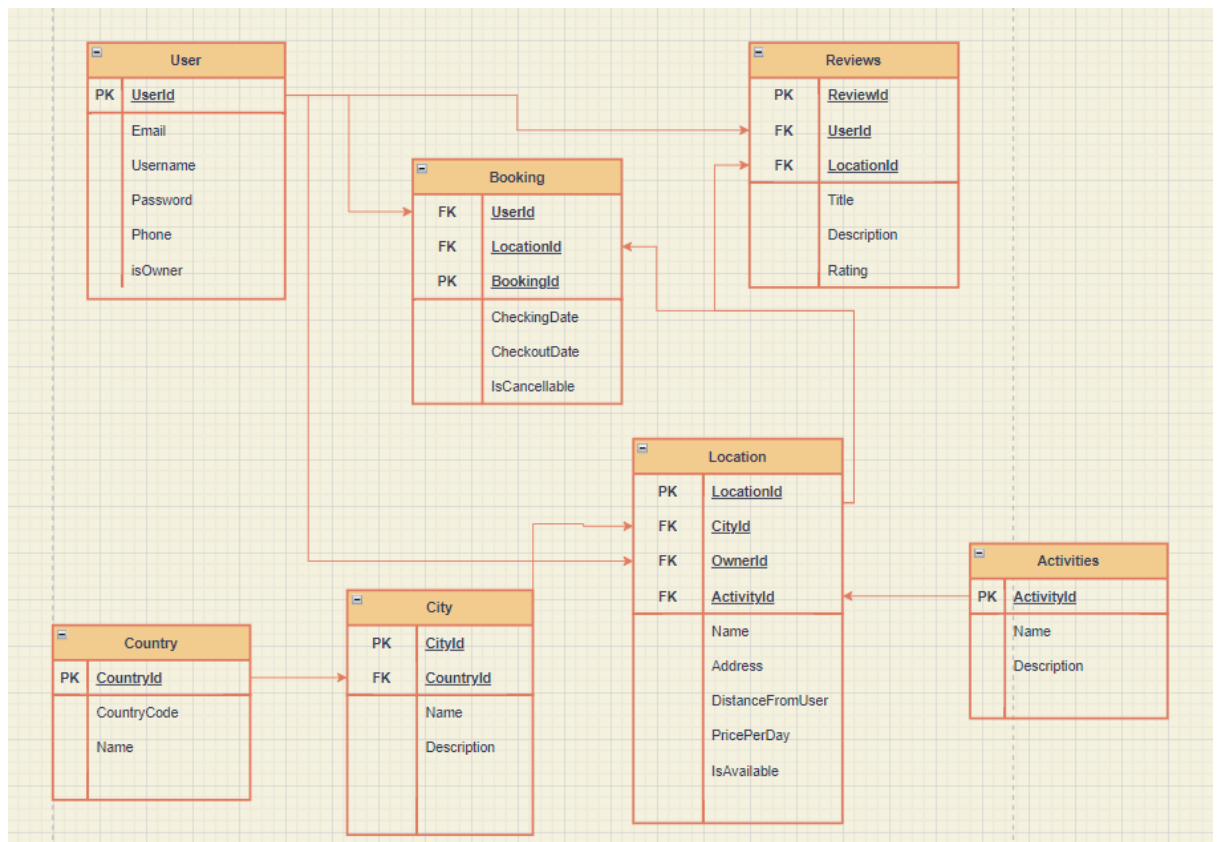 User
PK UserId
Email
Username
Password
Phone
isOwner
Reviews
PK ReviewId
FK UserId
FK LocationId
Title
Description
Rating
Booking
FK UserId
FK LocationId
PK BookingId
CheckingDate
CheckoutDate
IsCancellable
Location
PK LocationId
FK CityId
FK OwnerId
FK ActivityId
Name
Address
DistanceFromUser
PricePerDay
IsAvailable
Activities
PK ActivityId
Name
Description
City
PK CityId
FK CountryId
Name
Description
Country
PK CountryId
CountryCode
Name